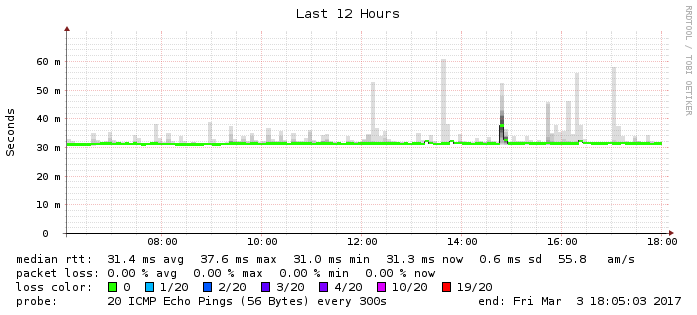 Last 12 Hours
RRDTOOL / TOBI OETIKER
Seconds
60 m
50 m
40 m
30 m
20 m
10 m
0
08:00 10:00 12:00 14:00 16:00 18:00
median rtt: 31.4 ms avg 37.6 ms max 31.0 ms min 31.3 ms now 0.6 ms sd 55.8 am/s
packet loss: 0.00 % avg 0.00 % max 0.00 % min 0.00 % now
loss color: 0 1/20 2/20 3/20 4/20 10/20 19/20
probe: 20 ICMP Echo Pings (56 Bytes) every 300s end: Fri Mar 3 18:05:03 2017